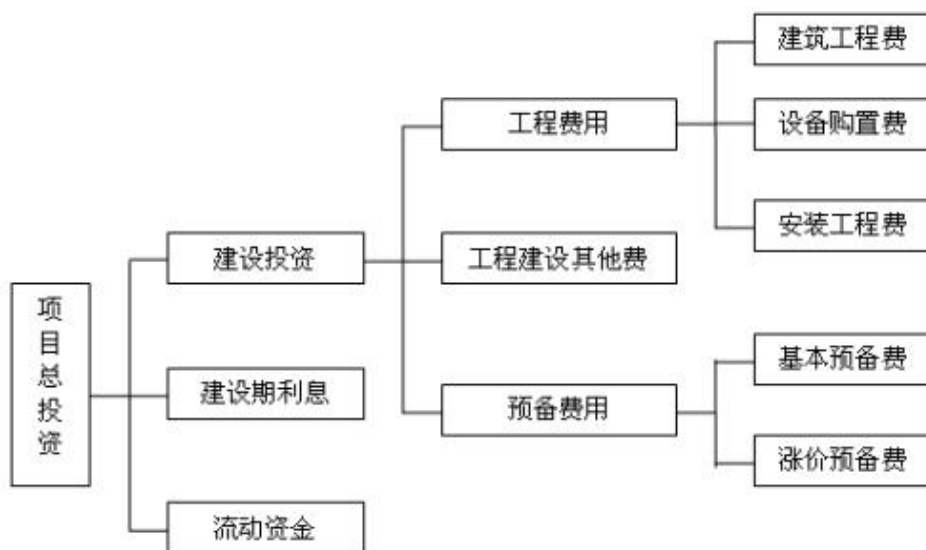 建筑工程费
工程费用
设备购置费
安装工程费
建设投资
工程建设其他费
项
目
总
投
资
基本预备费
建设期利息
预备费用
涨价预备费
流动资金